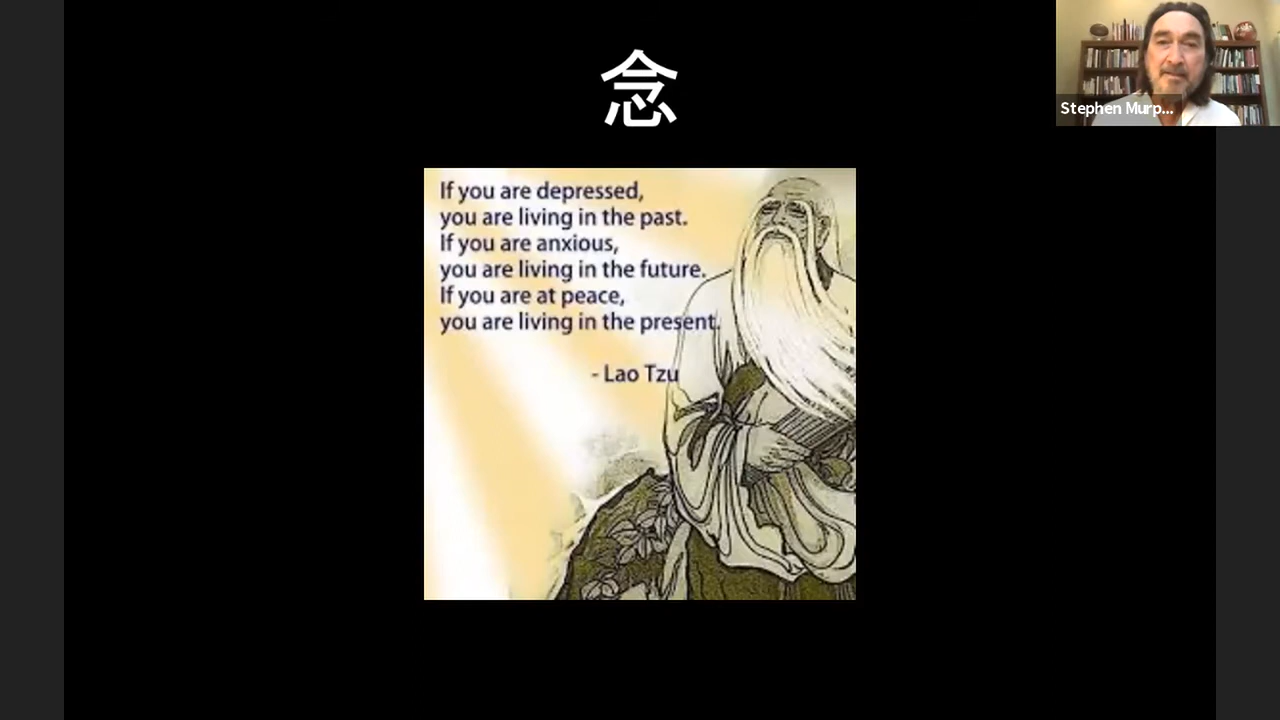 念
Stephen Murp...
If you are depressed,
you are living in the past.
If you are anxious,
you are living in the future.
If you are at peace,
you are living in the present.
- Lao Tzu